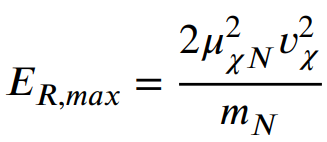 E_{R,max} = \frac{2\mu_{\chi N}^{2} v_{\chi}^{2}}{m_N}